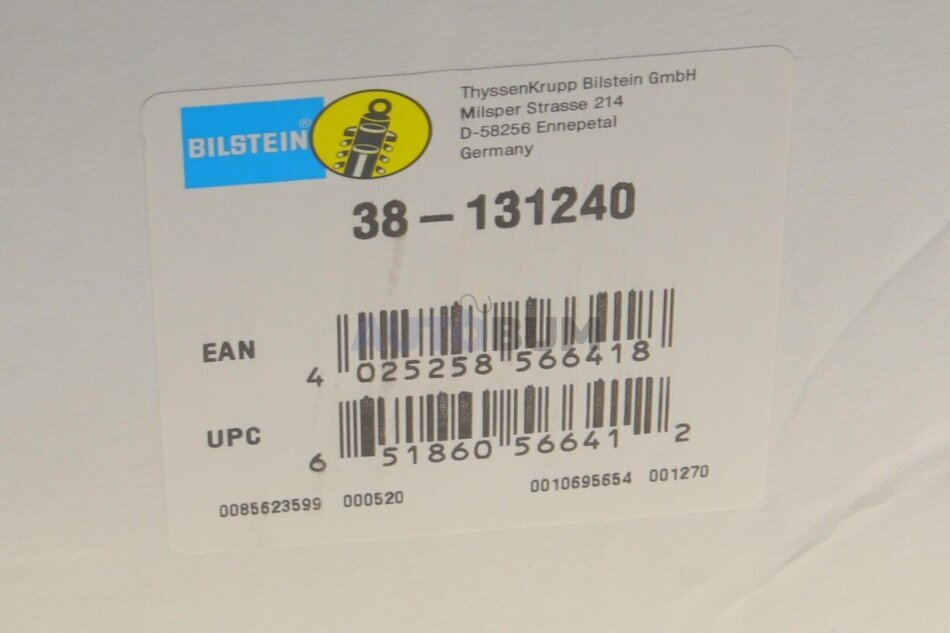 BILSTEIN®
ThyssenKrupp Bilstein GmbH
Milsper Strasse 214
D-58256 Ennepetal
Germany
38-131240
AUTOBUM
EAN
4 025258 566418
UPC
6 51860 56641 2
0085623599 000520
0010695654 001270